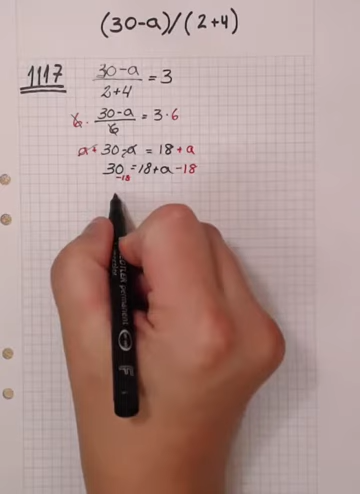 (30-a)/(2+4)
1117 30-a/2+4 = 3
6· 30-a/6 = 3·6
a+ 30-a = 18+a
30-18 = 18+a-18
permanent
F